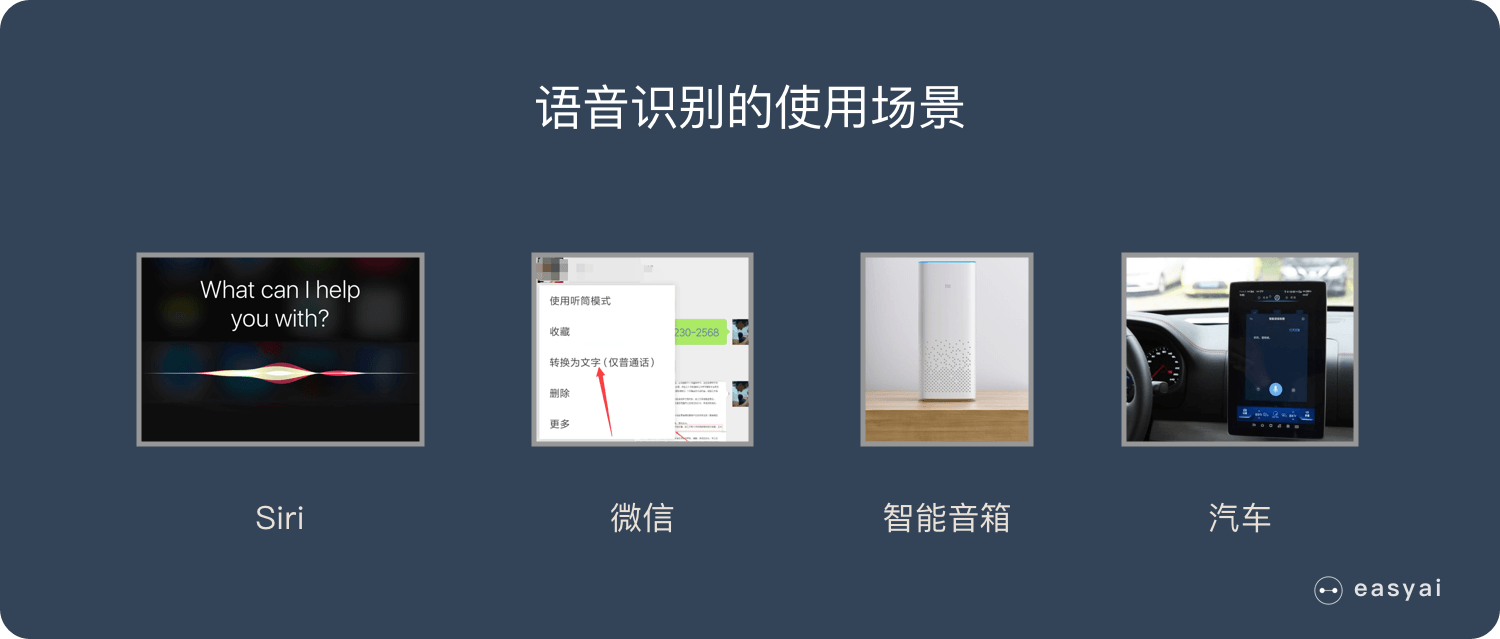 语音识别的使用场景
What can I help
you with?
使用听筒模式
收藏
230-2568
转换为文字(仅普通话)
删除
更多
Siri
微信
智能音箱
汽车
easyai